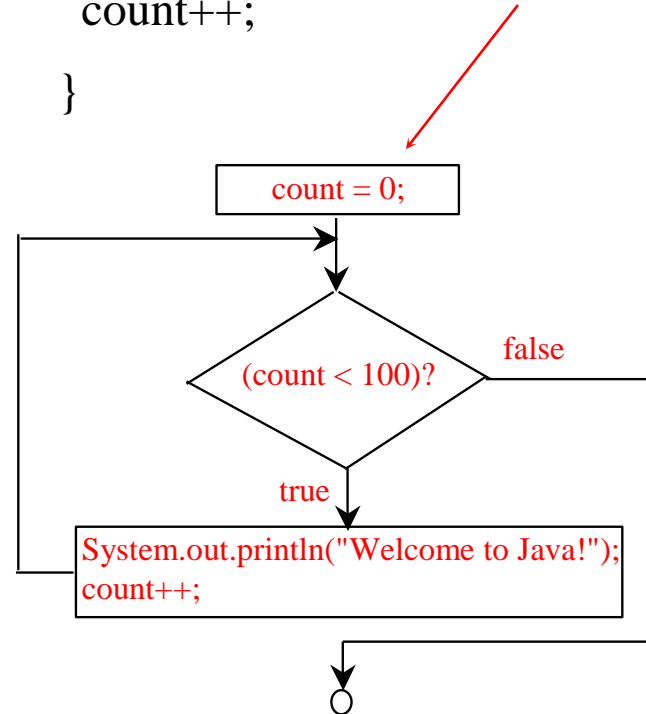 count++;
}
count = 0;
(count < 100)?
false
true
System.out.println("Welcome to Java!");
count++;